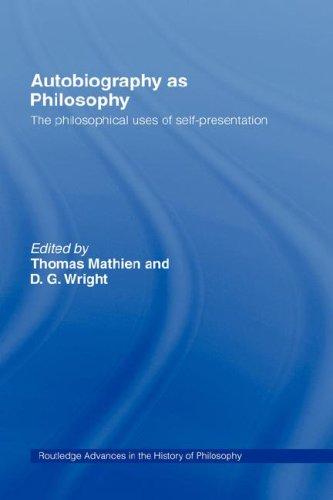 Autobiography as
Philosophy
The philosophical uses of self-presentation
Edited by
Thomas Mathien and
D. G. Wright
Routledge Advances in the History of Philosophy